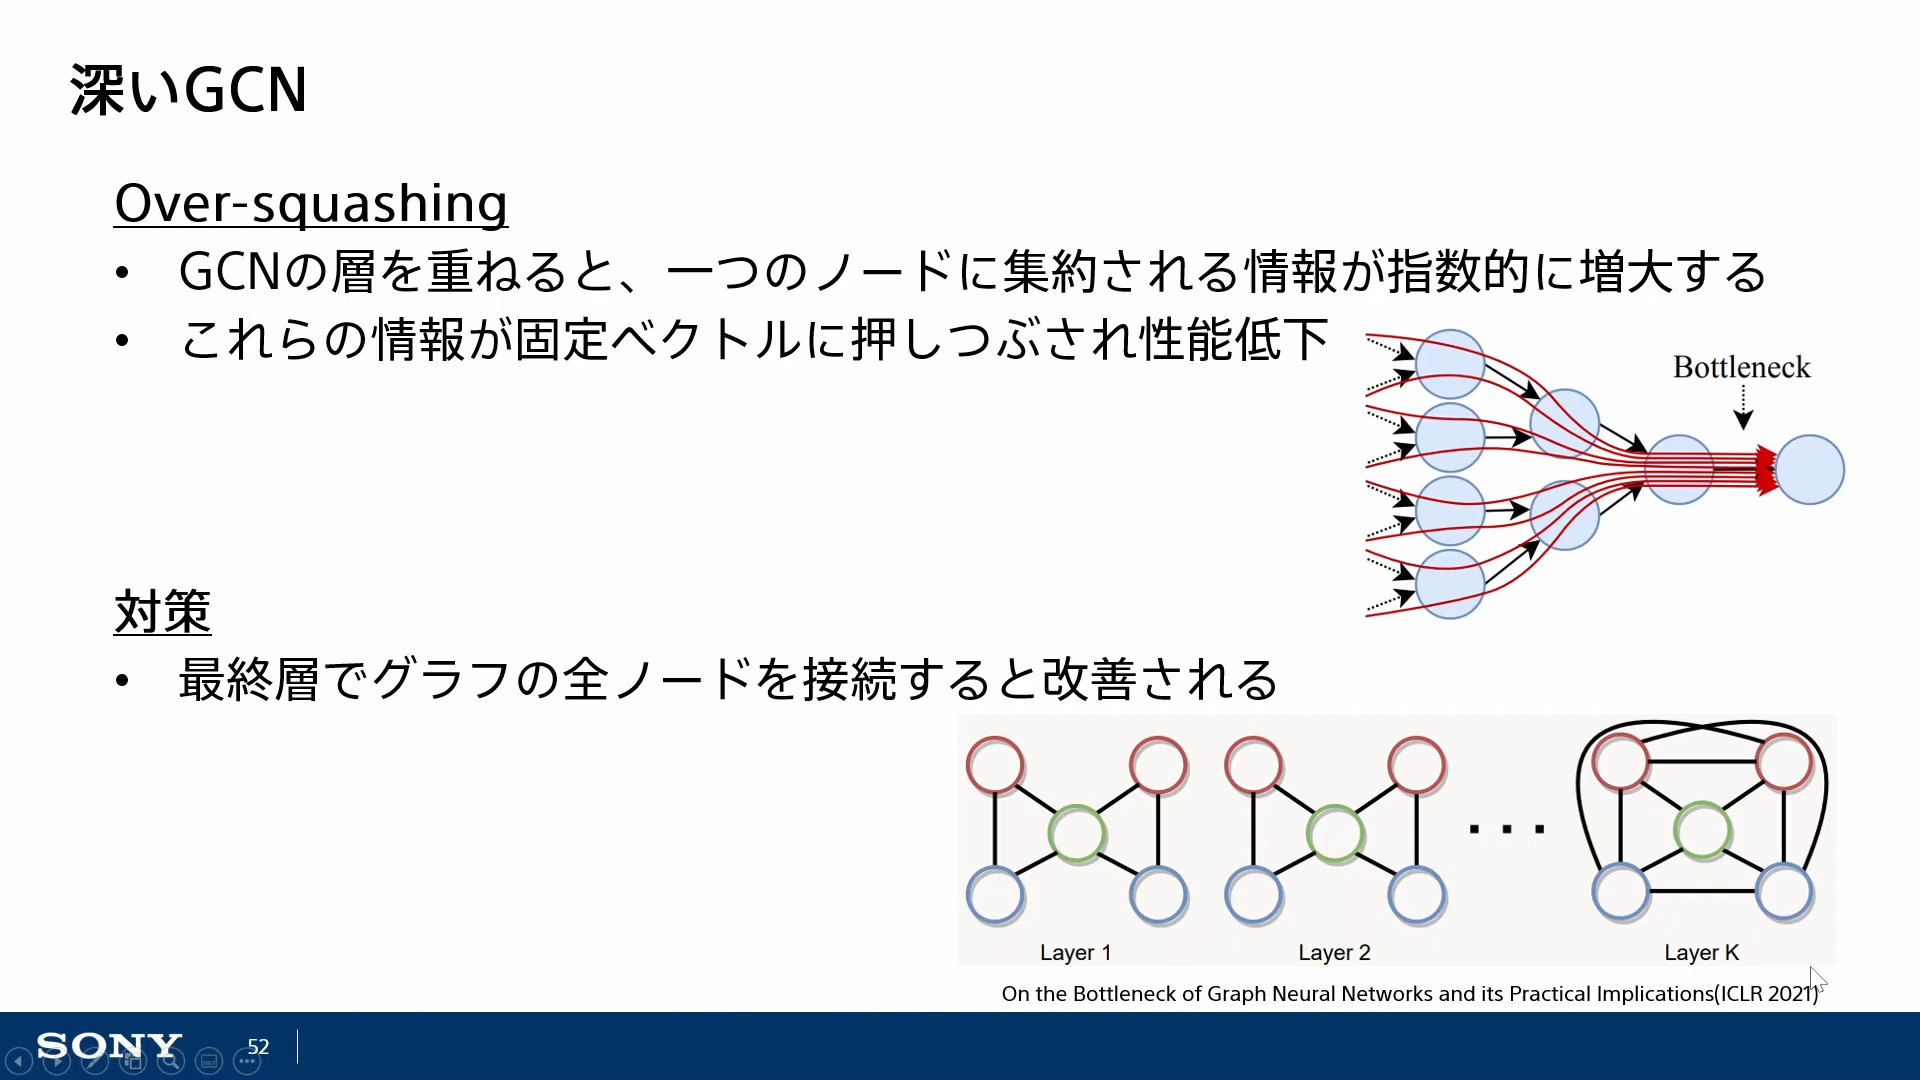 深いGCN
Over-squashing
• GCNの層を重ねると、一つのノードに集約される情報が指数的に増大する
• これらの情報が固定ベクトルに押しつぶされ性能低下
Bottleneck
対策
• 最終層でグラフの全ノードを接続すると改善される
Layer 1
Layer 2
Layer K
On the Bottleneck of Graph Neural Networks and its Practical Implications(ICLR 2021)
SONY
52